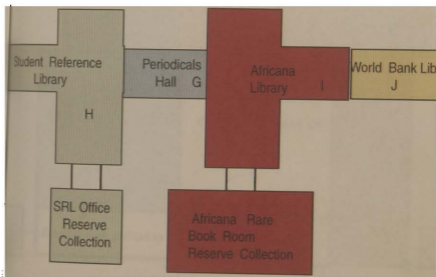 Student Reference
Library
H
Periodicals
Hall G
Africana
Library I
World Bank Lib
J
SRL Office
Reserve
Collection
Africana Rare
Book Room
Reserve Collection